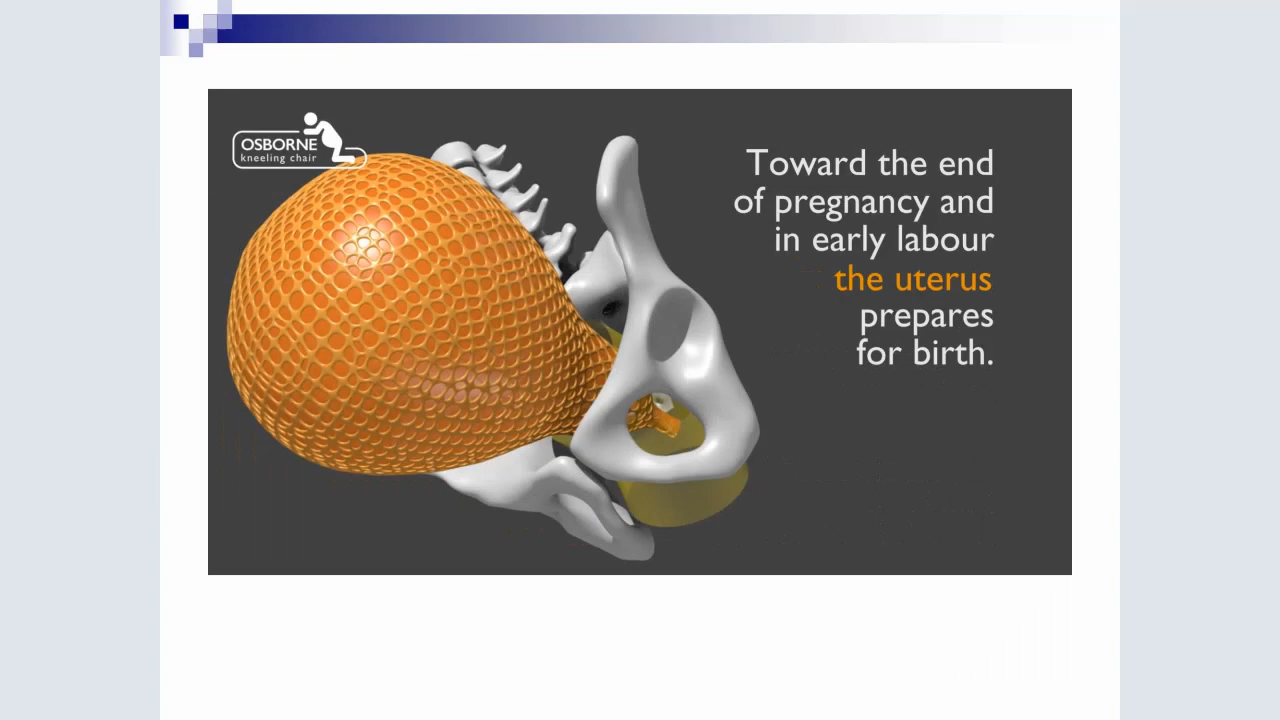 OSBORNE
kneeling chair
Toward the end
of pregnancy and
in early labour
the uterus
prepares
for birth.